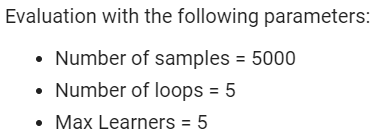 Evaluation with the following parameters:
• Number of samples = 5000
• Number of loops = 5
• Max Learners = 5